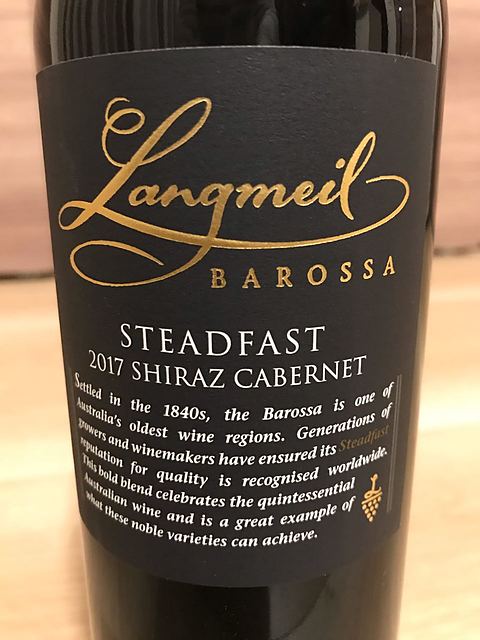 Langmeil
BAROSSA
STEADFAST
2017 SHIRAZ CABERNET
Settled in the 1840s, the Barossa is one of
Australia's oldest wine regions. Generations of
growers and winemakers have ensured its Steadfast
reputation for quality is recognised worldwide.
This bold blend celebrates the quintessential
Australian wine and is a great example of
what these noble varieties can achieve.